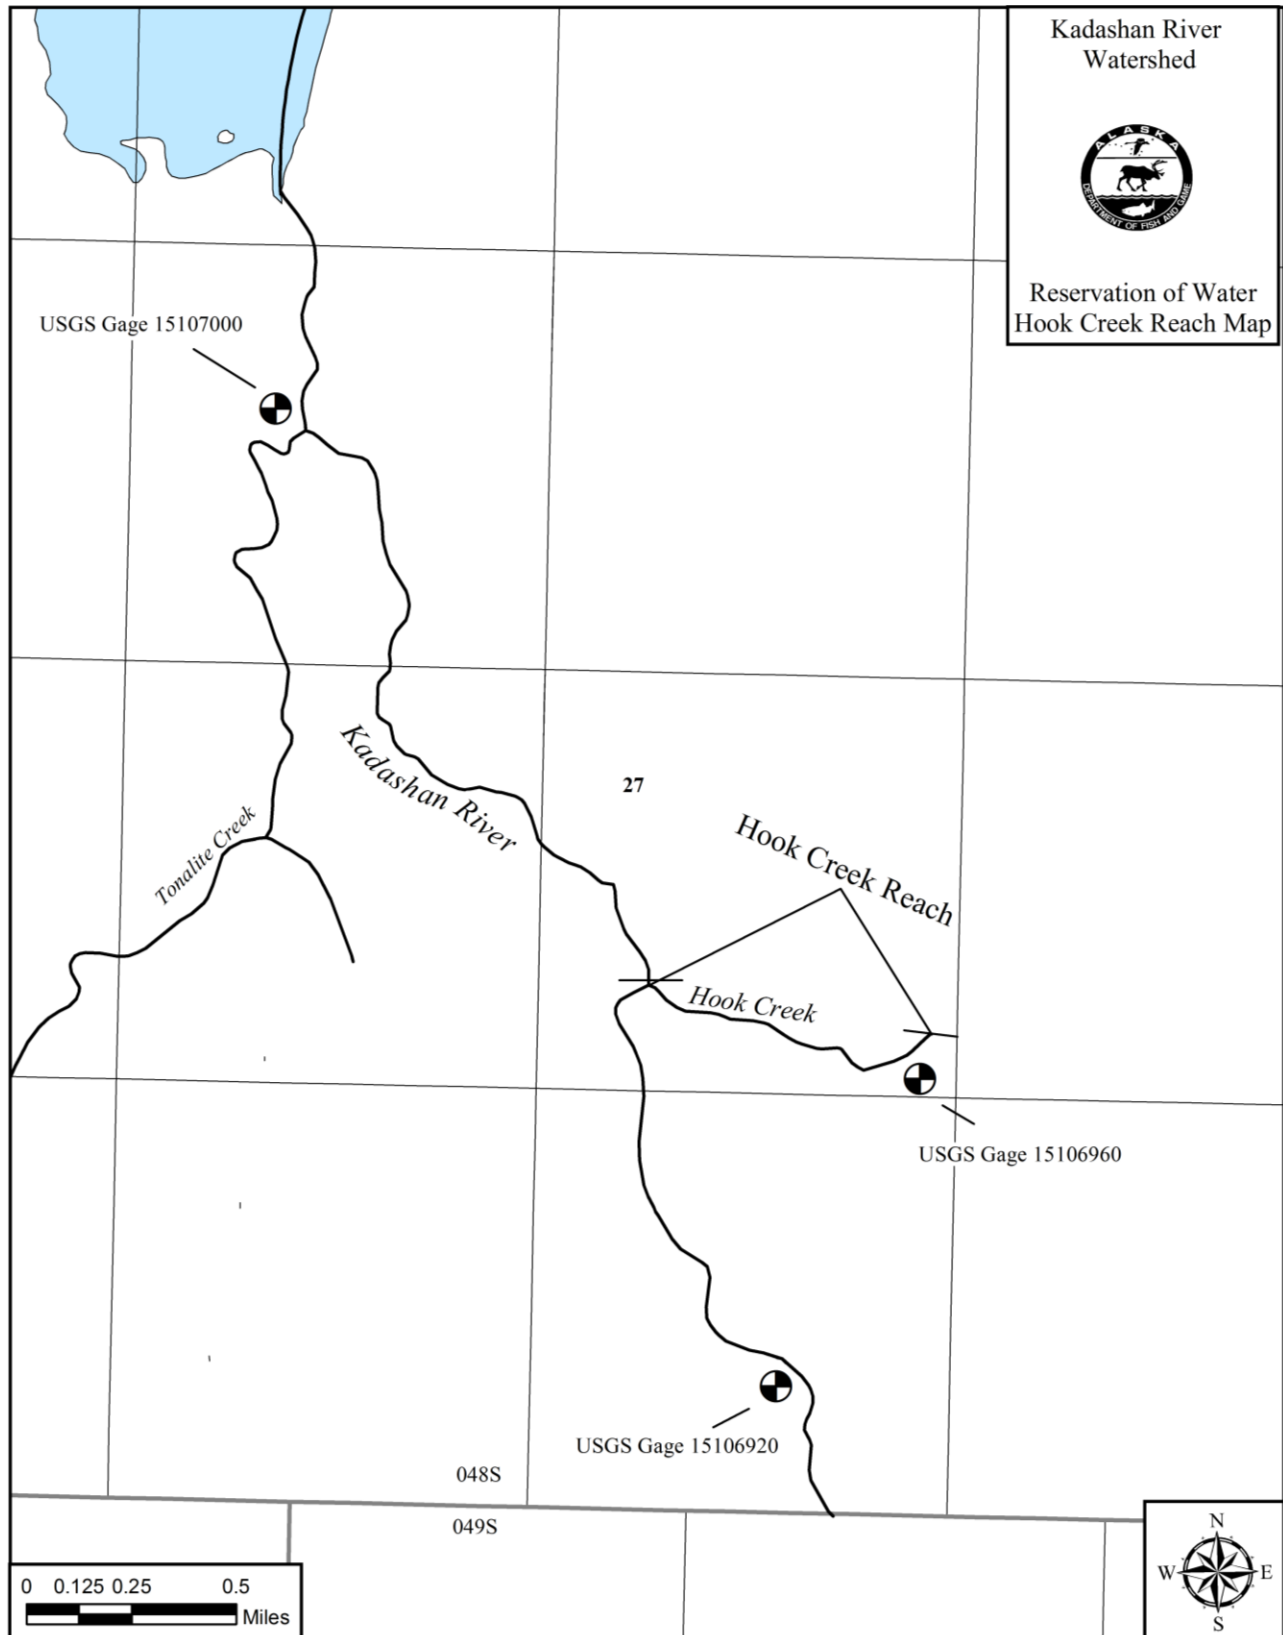 Kadashan River
Watershed
ALASKA
DEPARTMENT OF FISH AND GAME
Reservation of Water
Hook Creek Reach Map
USGS Gage 15107000
Kadashan River
27
Tonalite Creek
Hook Creek Reach
Hook Creek
USGS Gage 15106960
USGS Gage 15106920
048S
049S
0 0.125 0.25 0.5
Miles
N
W E
S